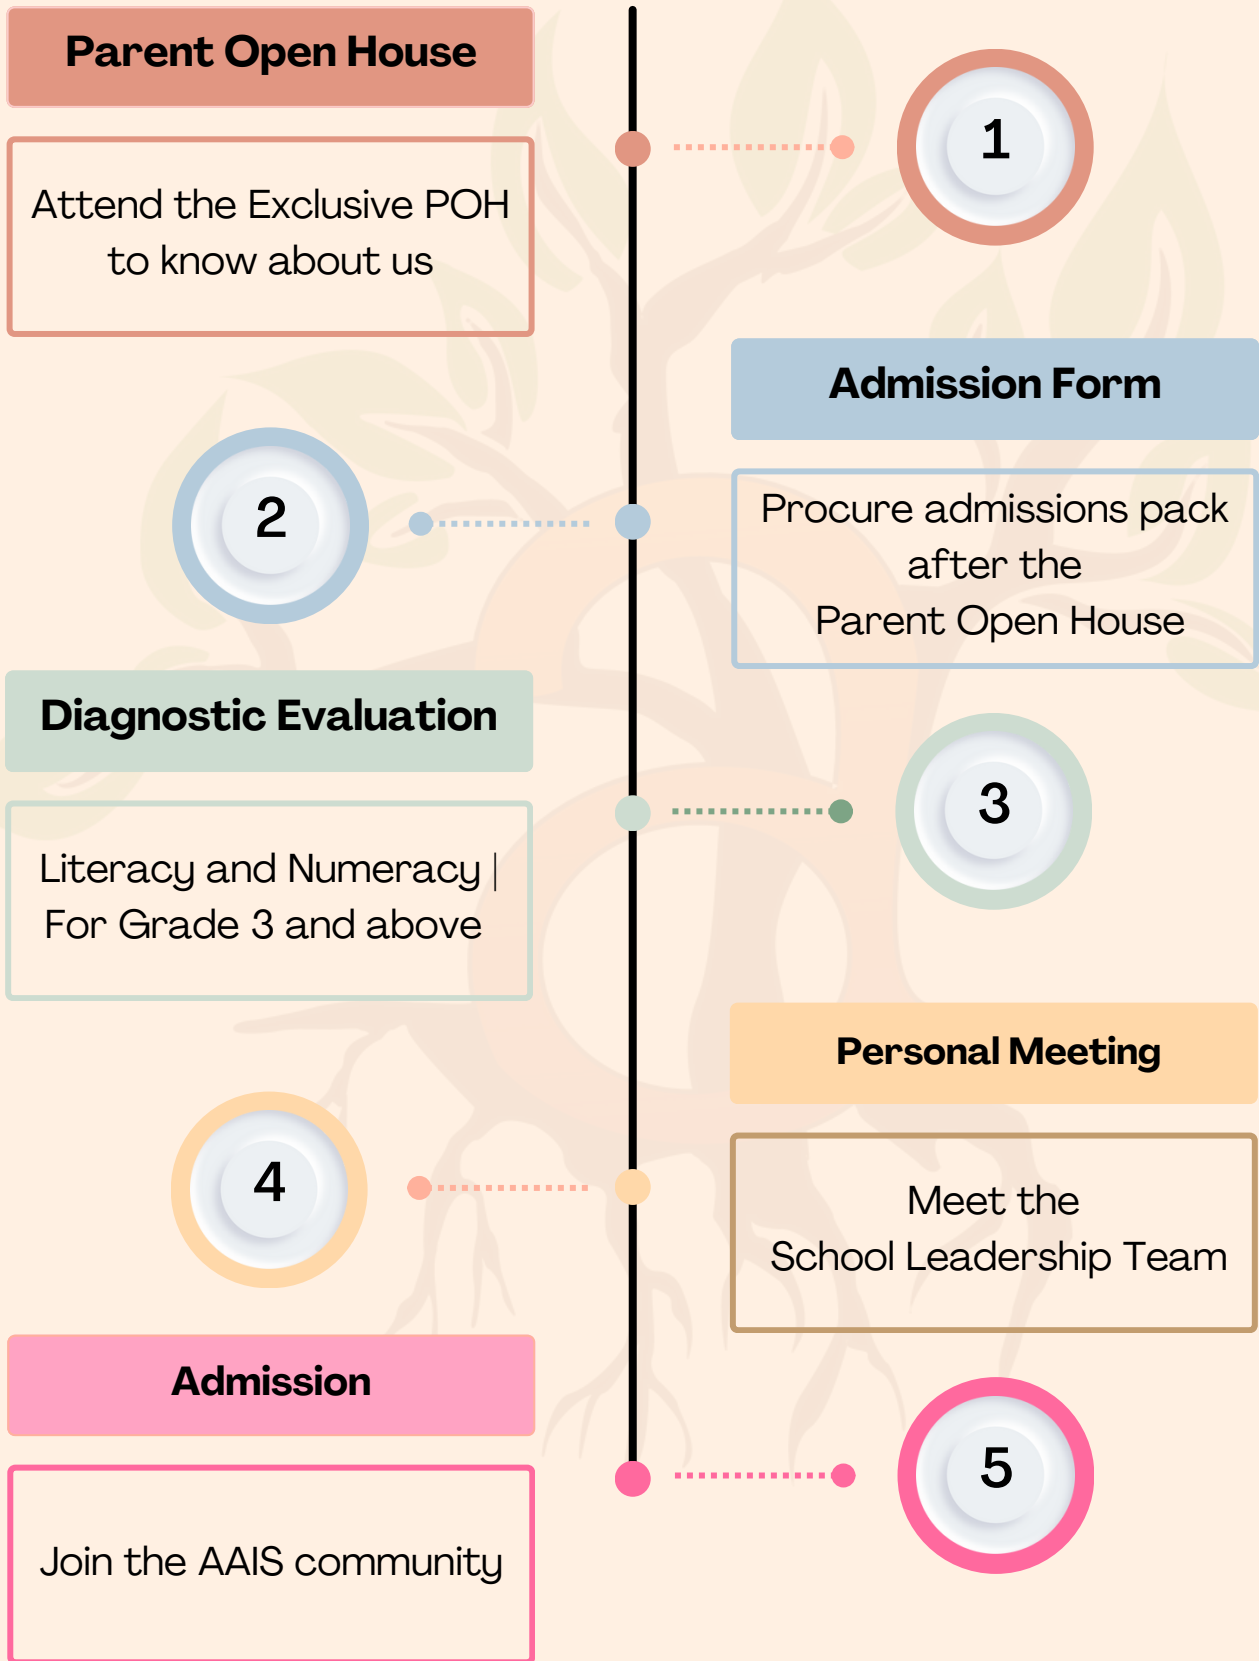 Parent Open House
1
Attend the Exclusive POH
to know about us
Admission Form
2
Procure admissions pack
after the
Parent Open House
Diagnostic Evaluation
3
Literacy and Numeracy |
For Grade 3 and above
Personal Meeting
4
Meet the
School Leadership Team
Admission
5
Join the AAIS community